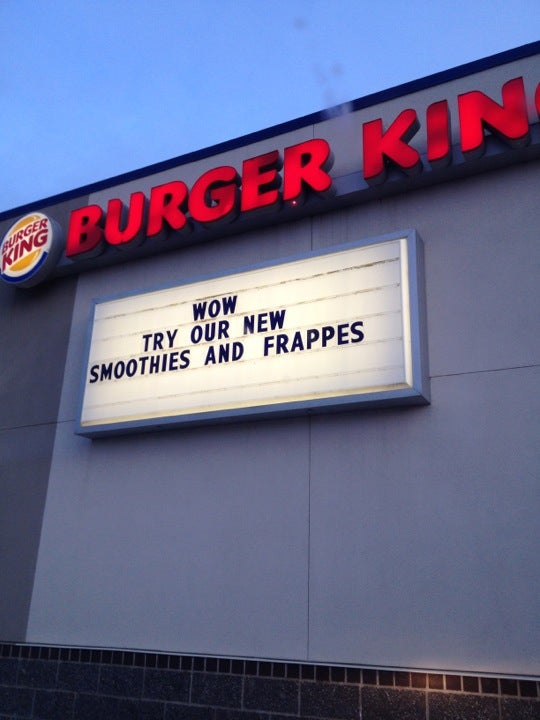 BURGER KIN
BURGER
KING
WOW
TRY OUR NEW
SMOOTHIES AND FRAPPES